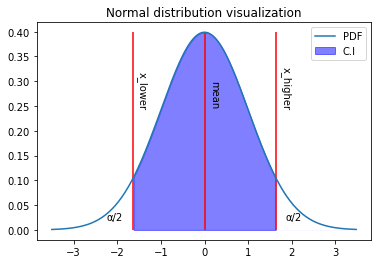 Normal distribution visualization
PDF
C.I
x_lower
mean
x_higher
α/2
α/2
0.40
0.35
0.30
0.25
0.20
0.15
0.10
0.05
0.00
−3
−2
−1
0
1
2
3